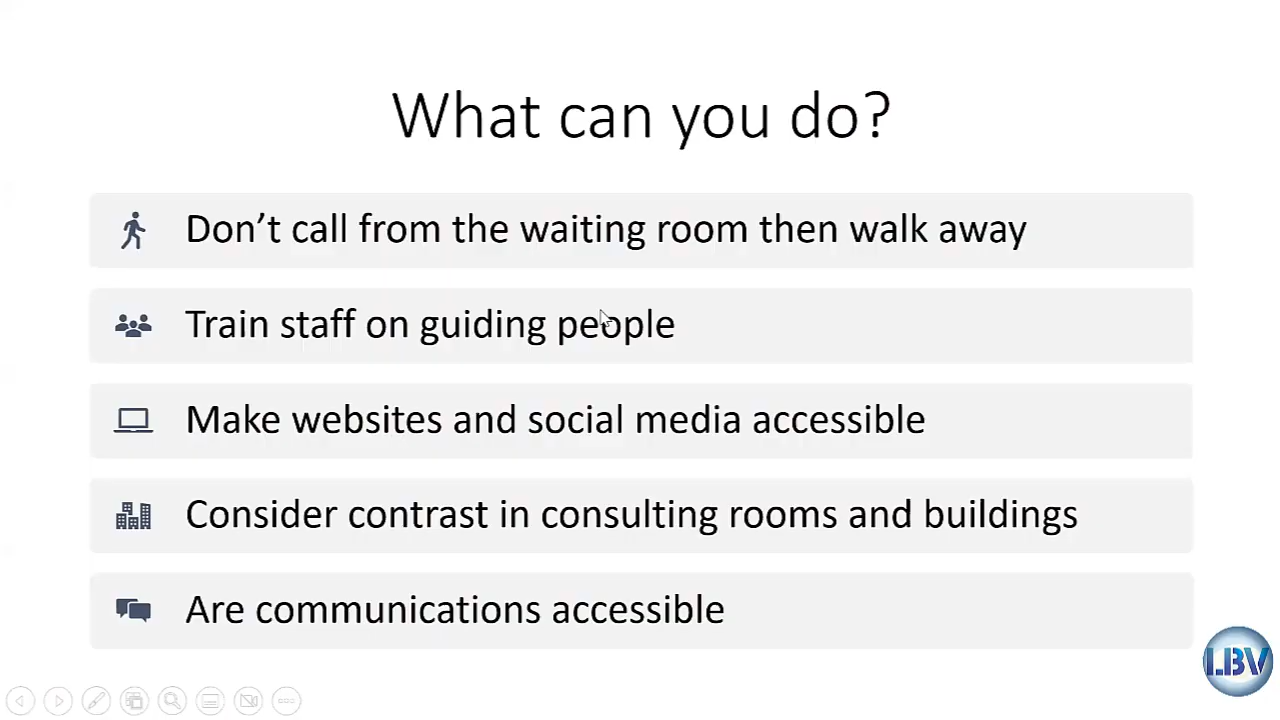 What can you do?
Don’t call from the waiting room then walk away
Train staff on guiding people
Make websites and social media accessible
Consider contrast in consulting rooms and buildings
Are communications accessible
LBV